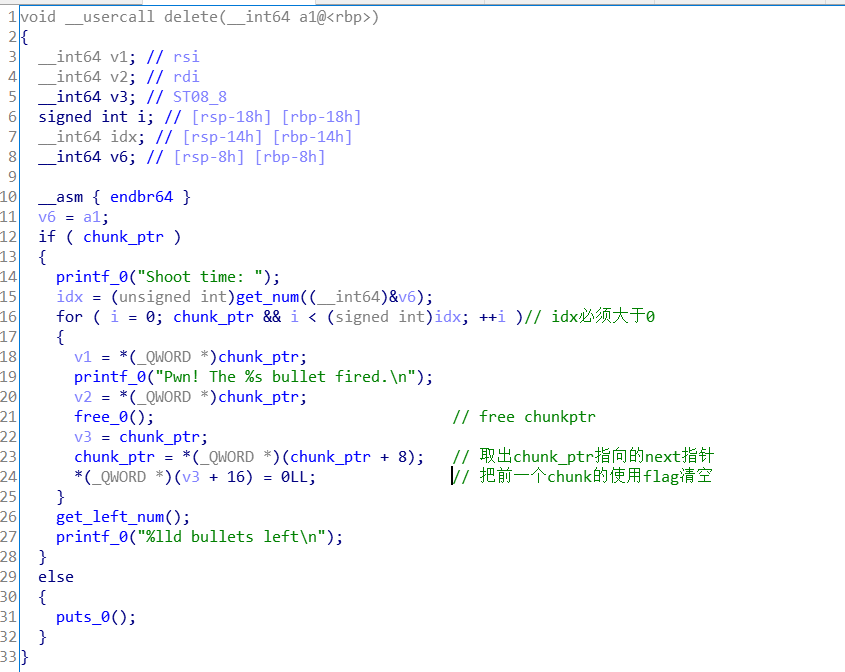 1 void __usercall delete(__int64 a1@<rbp>)
2 {
3   __int64 v1; // rsi
4   __int64 v2; // rdi
5   __int64 v3; // ST08_8
6   signed int i; // [rsp-18h] [rbp-18h]
7   __int64 idx; // [rsp-14h] [rbp-14h]
8   __int64 v6; // [rsp-8h] [rbp-8h]
9
10   __asm { endbr64 }
11   v6 = a1;
12   if ( chunk_ptr )
13   {
14     printf_0("Shoot time: ");
15     idx = (unsigned int)get_num((__int64)&v6);
16     for ( i = 0; chunk_ptr && i < (signed int)idx; ++i )// idx必须大于0
17     {
18       v1 = *(_QWORD *)chunk_ptr;
19       printf_0("Pwn! The %s bullet fired.\n");
20       v2 = *(_QWORD *)chunk_ptr;
21       free_0();                                 // free chunkptr
22       v3 = chunk_ptr;
23       chunk_ptr = *(_QWORD *)(chunk_ptr + 8);   // 取出chunk_ptr指向的next指针
24       *(_QWORD *)(v3 + 16) = 0LL;               // 把前一个chunk的使用flag清空
25     }
26     get_left_num();
27     printf_0("%lld bullets left\n");
28   }
29   else
30   {
31     puts_0();
32   }
33 }